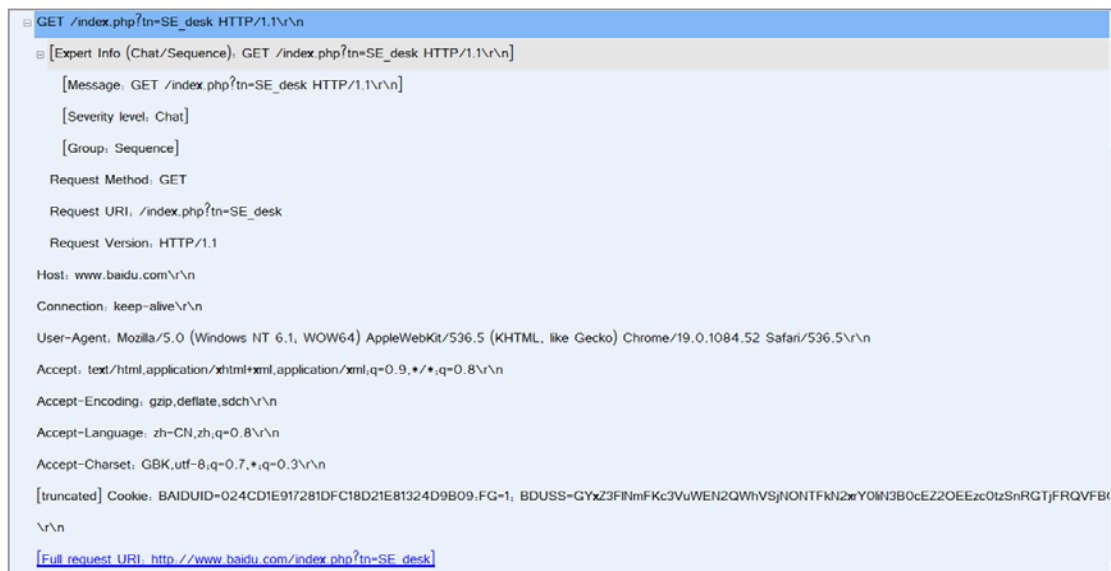 GET /index.php?tn=SE_desk HTTP/1.1\r\n
[Expert Info (Chat/Sequence): GET /index.php?tn=SE_desk HTTP/1.1\r\n]
[Message: GET /index.php?tn=SE_desk HTTP/1.1\r\n]
[Severity level: Chat]
[Group: Sequence]
Request Method: GET
Request URI: /index.php?tn=SE_desk
Request Version: HTTP/1.1
Host: www.baidu.com\r\n
Connection: keep-alive\r\n
User-Agent: Mozilla/5.0 (Windows NT 6.1; WOW64) AppleWebKit/536.5 (KHTML, like Gecko) Chrome/19.0.1084.52 Safari/536.5\r\n
Accept: text/html,application/xhtml+xml,application/xml;q=0.9,*/*;q=0.8\r\n
Accept-Encoding: gzip,deflate,sdch\r\n
Accept-Language: zh-CN,zh;q=0.8\r\n
Accept-Charset: GBK,utf-8;q=0.7,*;q=0.3\r\n
[truncated] Cookie: BAIDUID=024CD1E917281DFC18D21E81324D9B09:FG=1;
\r\n
[Full request URI: http://www.baidu.com/index.php?tn=SE_desk]